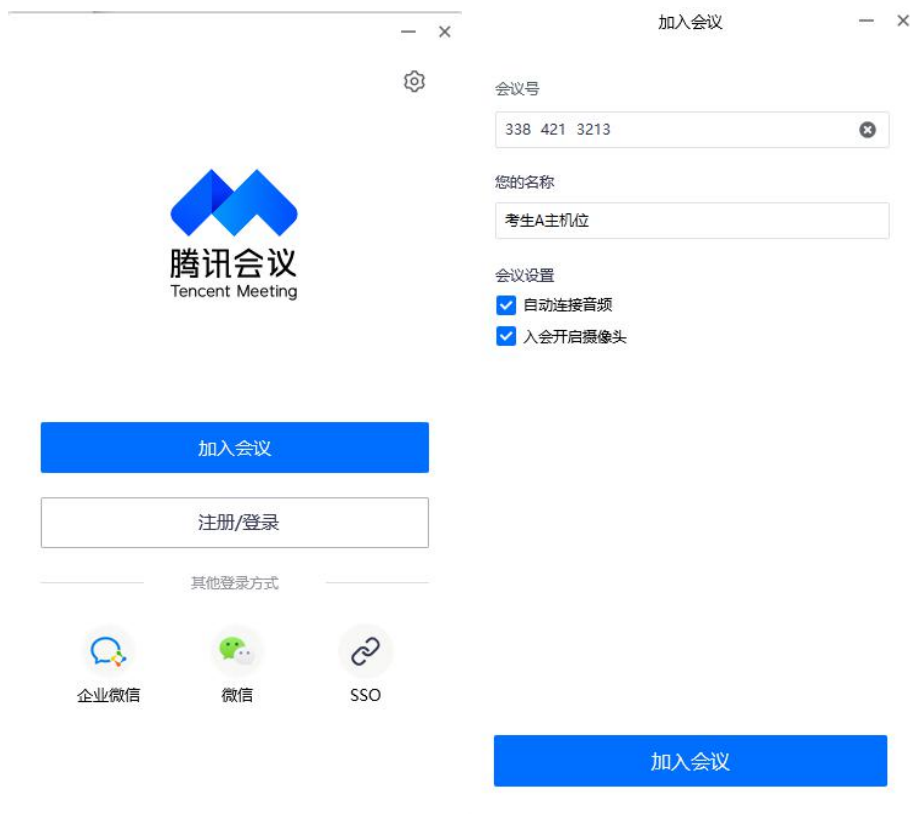 腾讯会议
Tencent Meeting
加入会议
注册/登录
其他登录方式
企业微信
微信
SSO
加入会议
会议号
338 421 3213
您的名称
考生A主机位
会议设置
自动连接音频
入会开启摄像头
加入会议